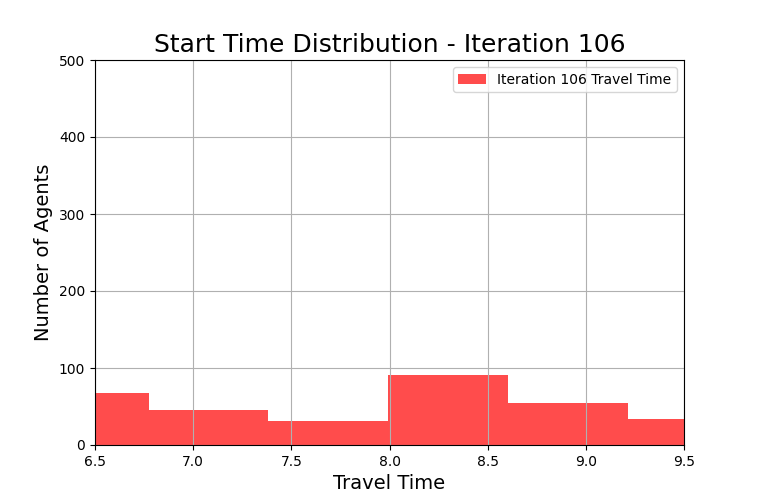 Start Time Distribution - Iteration 106
500
Iteration 106 Travel Time
400
300
200
100
0
Number of Agents
6.5 7.0 7.5 8.0 8.5 9.0 9.5
Travel Time